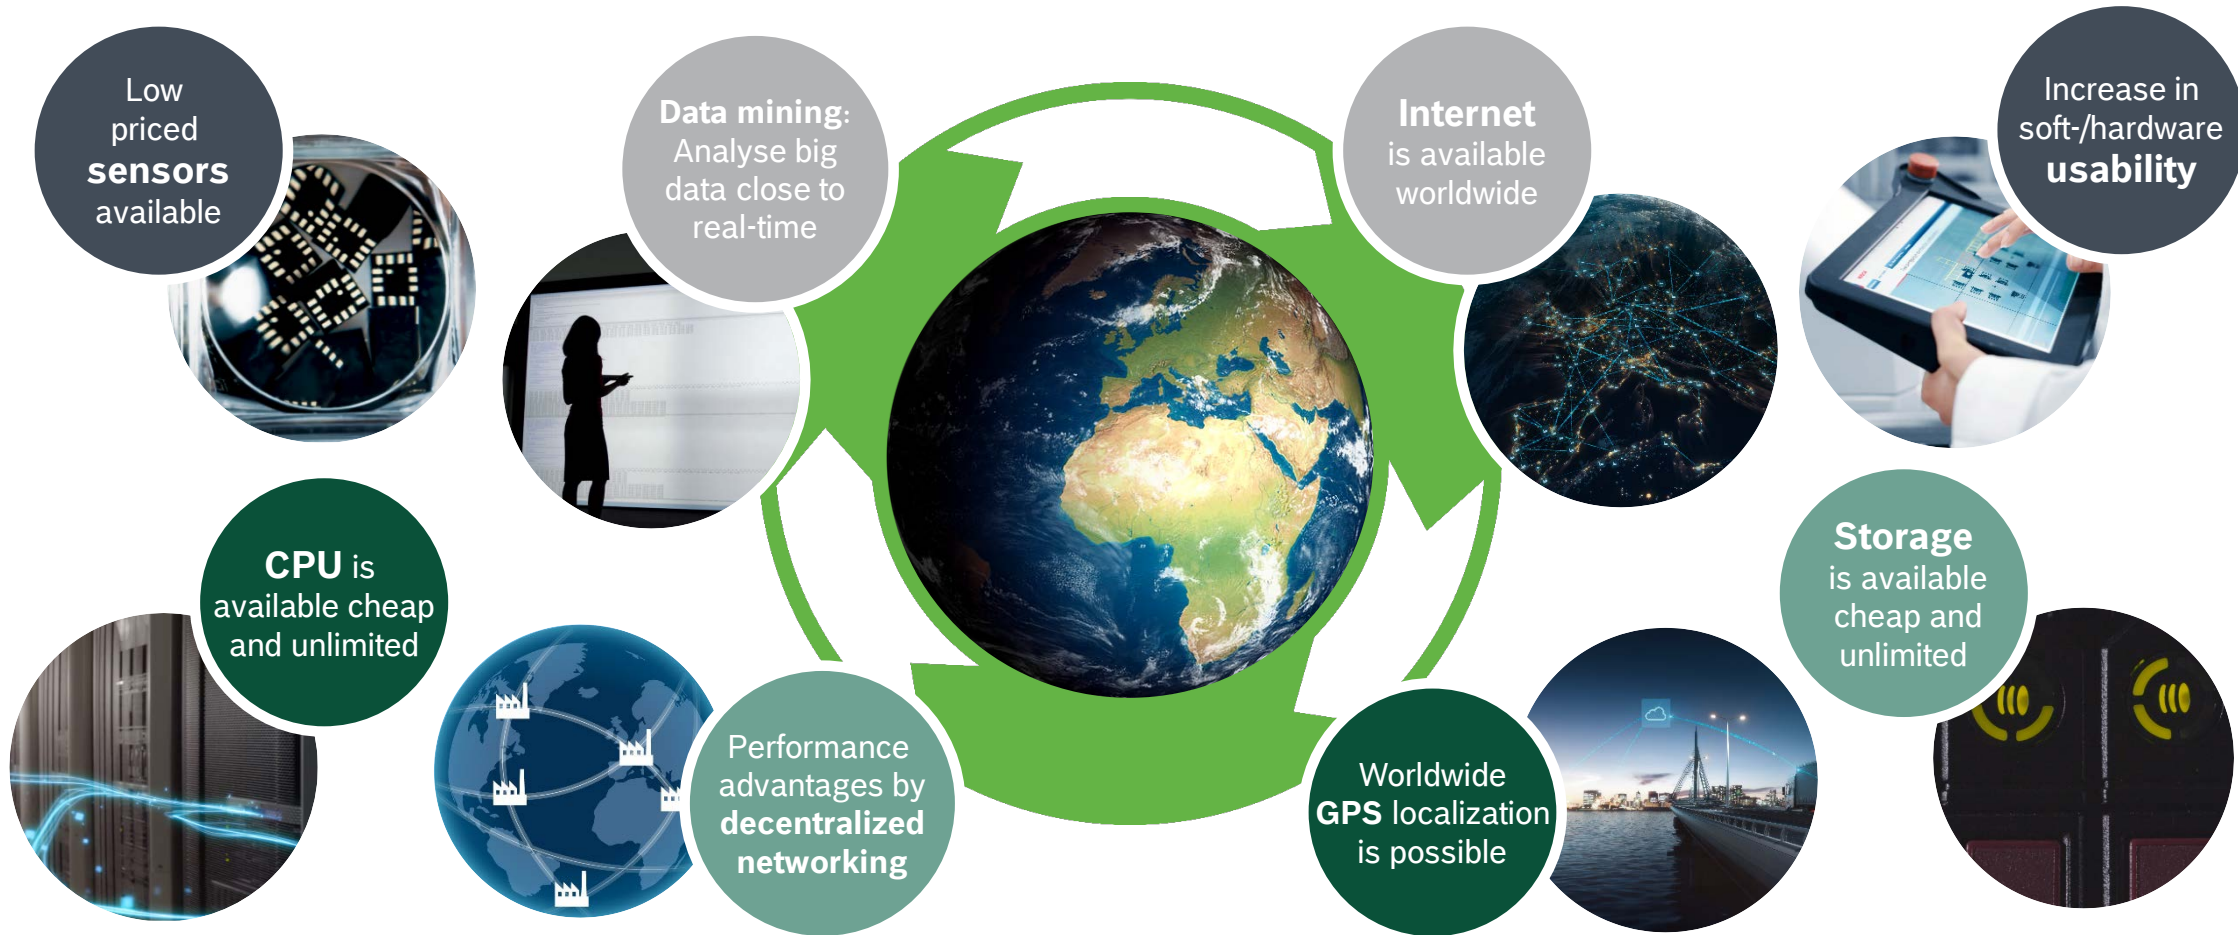 Low
priced
sensors
available
Data mining:
Analyse big
data close to
real-time
Internet
is available
worldwide
Increase in
soft-/hardware
usability
CPU is
available cheap
and unlimited
Performance
advantages by
decentralized
networking
Worldwide
GPS localization
is possible
Storage
is available
cheap and
unlimited